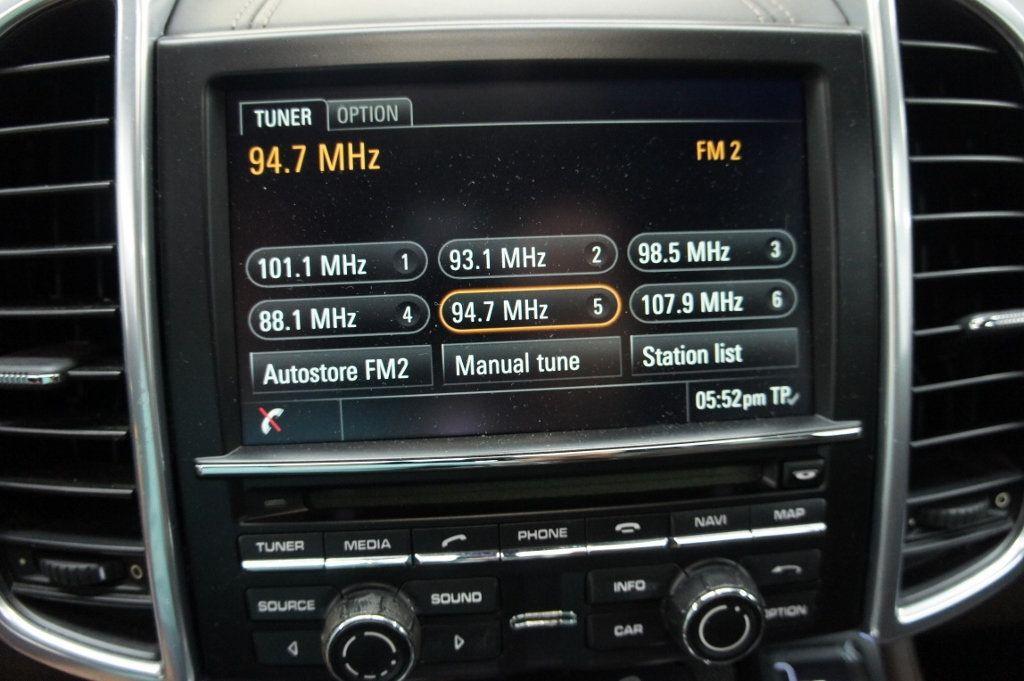 TUNER OPTION
94.7 MHz FM 2
101.1 MHz 1 93.1 MHz 2 98.5 MHz 3
88.1 MHz 4 94.7 MHz 5 107.9 MHz 6
Autostore FM2 Manual tune Station list
05:52pm TP
TUNER MEDIA PHONE NAVI MAP
SOURCE SOUND INFO
CAR OPTION